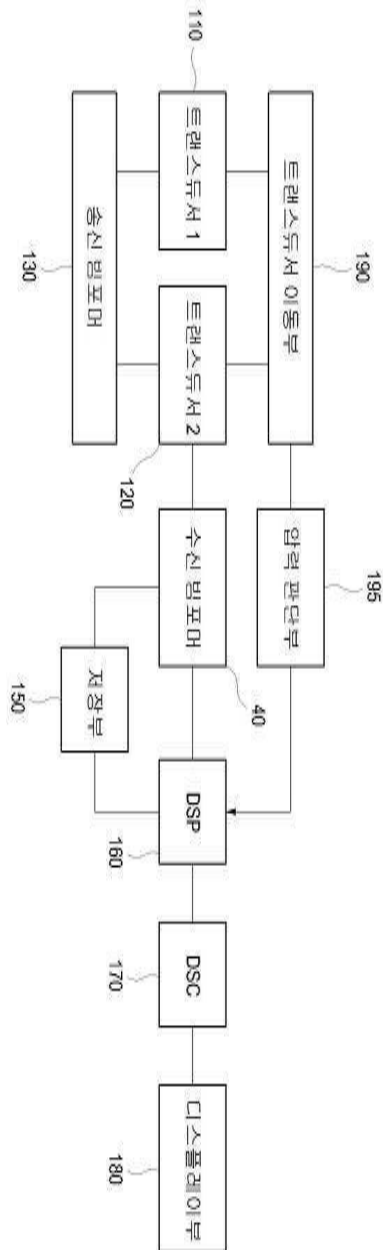 190
트랜스듀서 이동부
195
압력 판단부
110
트랜스듀서 1
트랜스듀서 2
120
수신 빔포머
40
DSP
160
DSC
170
디스플레이부
180
송신 빔포머
130
저장부
150